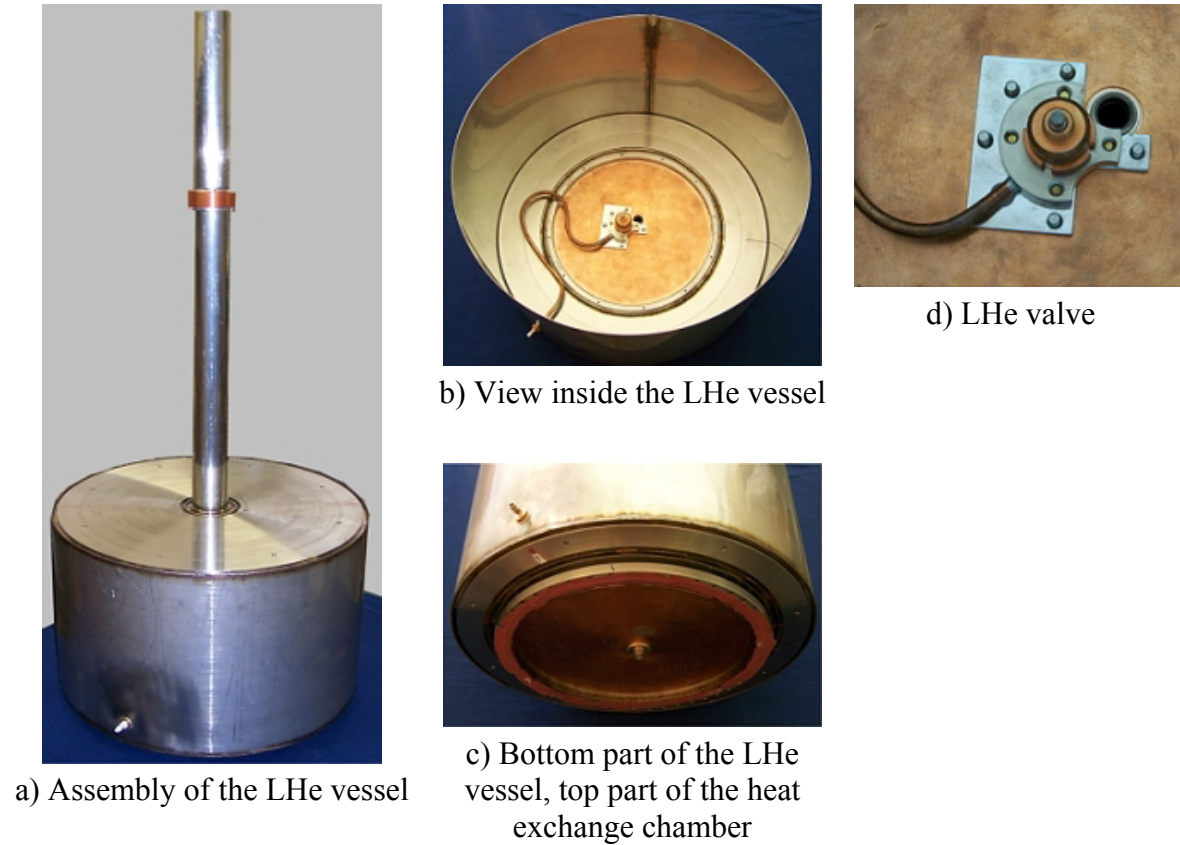 a) Assembly of the LHe vessel
b) View inside the LHe vessel
c) Bottom part of the LHe
vessel, top part of the heat
exchange chamber
d) LHe valve